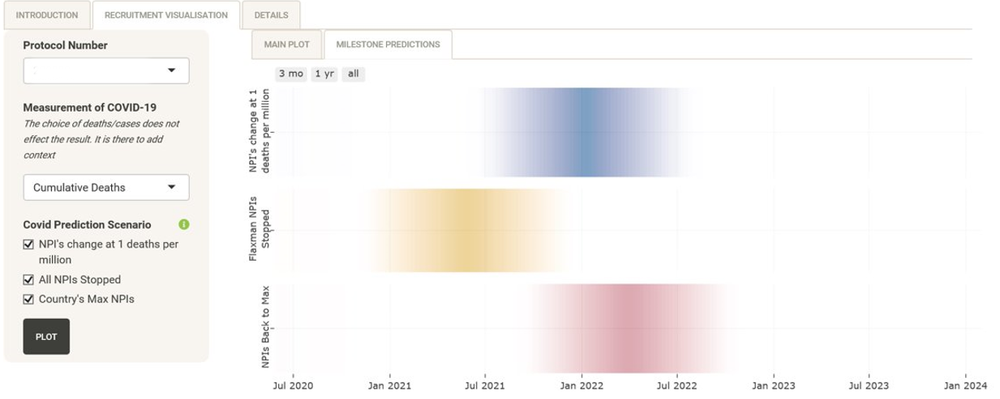 INTRODUCTION
RECRUITMENT VISUALISATION
DETAILS
Protocol Number
Measurement of COVID-19
The choice of deaths/cases does not
effect the result. It is there to add
context
Cumulative Deaths
Covid Prediction Scenario
NPI's change at 1 deaths per
million
All NPIs Stopped
Country's Max NPIs
PLOT
MAIN PLOT
MILESTONE PREDICTIONS
3 mo
1 yr
all
NPI's change at 1
deaths per million
Flaxman NPIs
Stopped
NPIs Back to Max
Jul 2020
Jan 2021
Jul 2021
Jan 2022
Jul 2022
Jan 2023
Jul 2023
Jan 2024